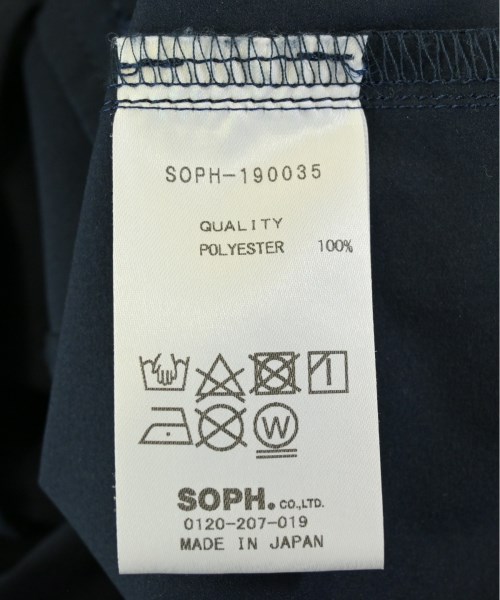 SOPH-190035
QUALITY
POLYESTER 100%
W
SOPH. CO.,LTD.
0120-207-019
MADE IN JAPAN